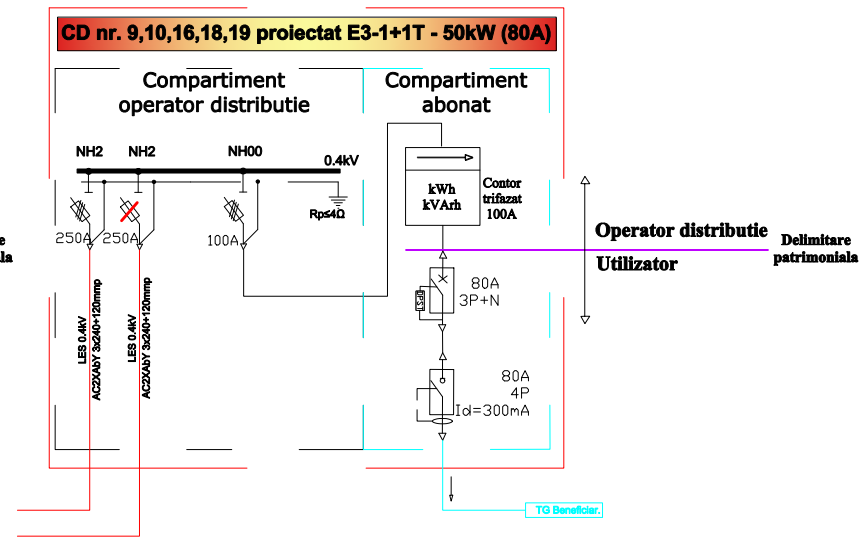 CD nr. 9,10,16,18,19 proiectat E3-1+1T - 50kW (80A)
Compartiment
operator distributie
Compartiment
abonat
NH2
NH2
NH00
0.4kV
Rp≤4Ω
250A
250A
100A
kWh
kVArh
Contor
trifazat
100A
Operator distributie
Utilizator
Delimitare
patrimoniala
80A
3P+N
DPST
LES 0.4kV
AC2XAbY 3x240+120mmp
LES 0.4kV
AC2XAbY 3x240+120mmp
80A
4P
Id=300mA
TG Beneficiar.